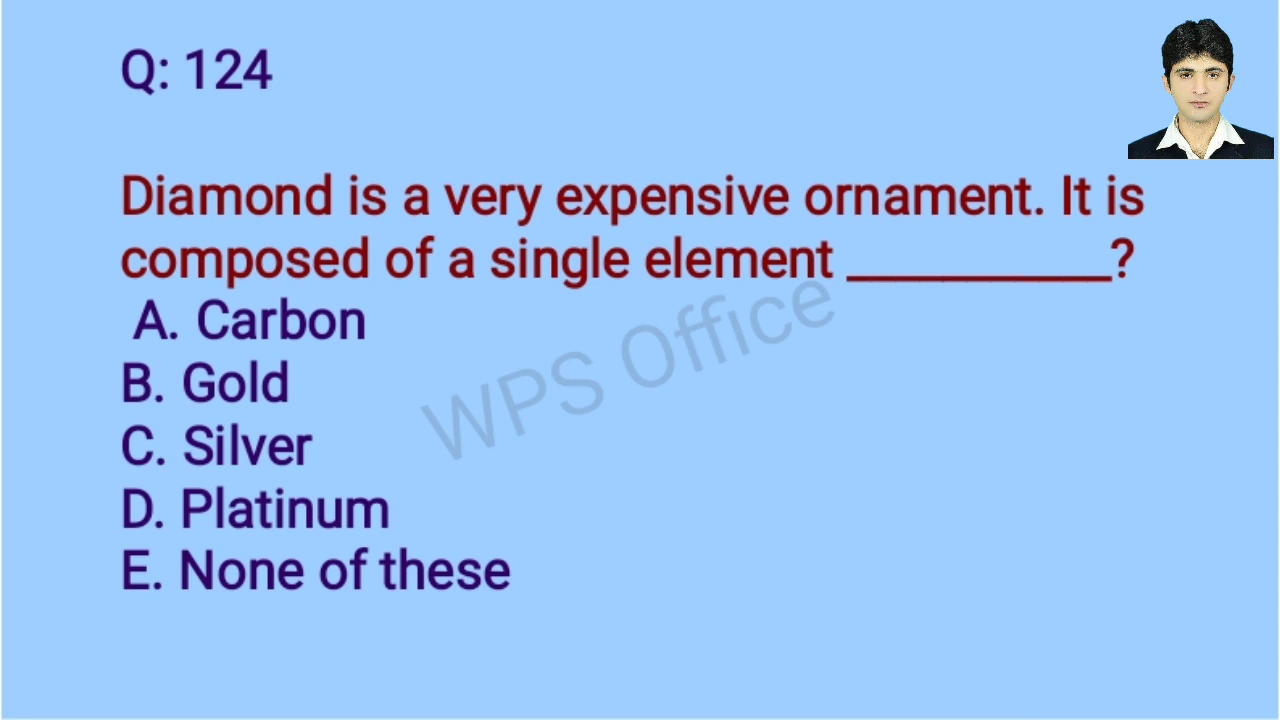 Q: 124
Diamond is a very expensive ornament. It is
composed of a single element __________?
A. Carbon
B. Gold
C. Silver
D. Platinum
E. None of these
WPS Office